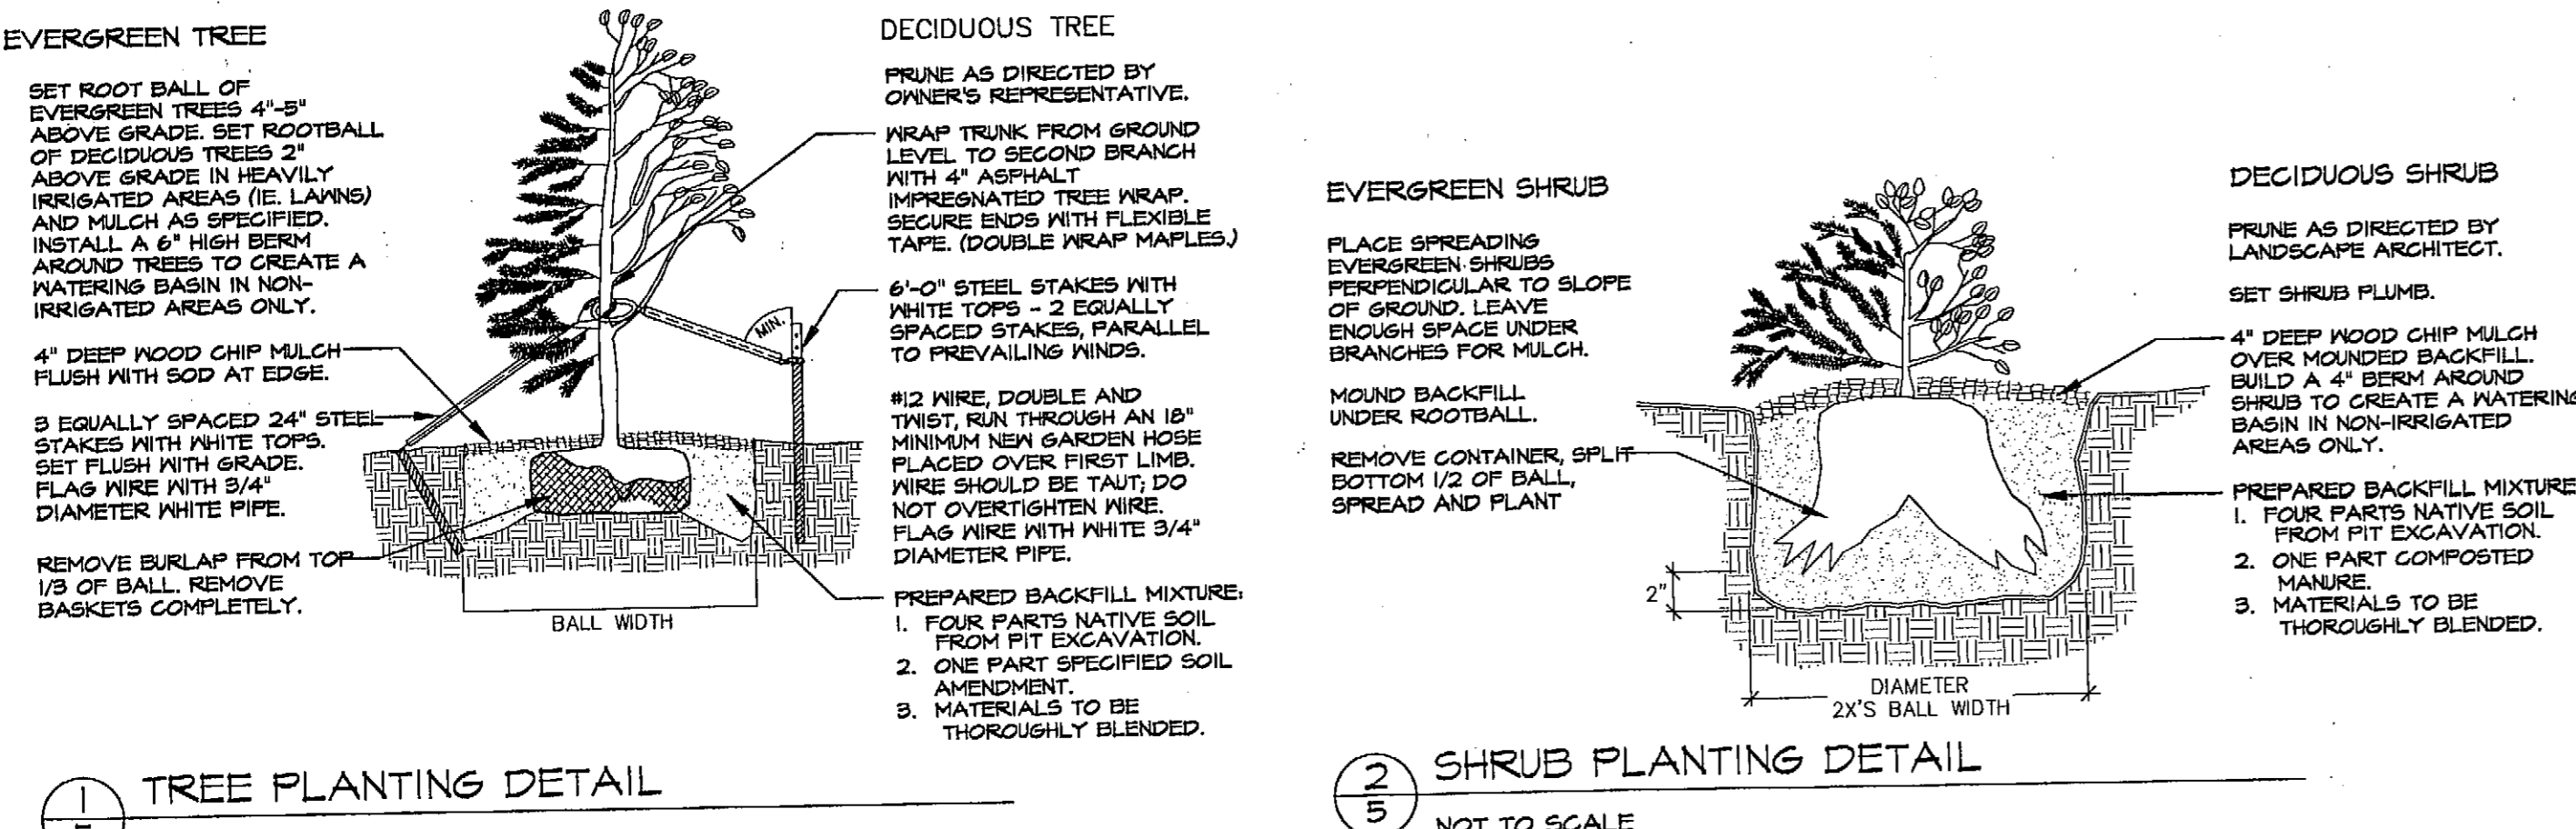 EVERGREEN TREE
SET ROOT BALL OF
EVERGREEN TREES 4"-5"
ABOVE GRADE. SET ROOTBALL
OF DECIDUOUS TREES 2"
ABOVE GRADE IN HEAVILY
IRRIGATED AREAS (IE. LAWNS)
AND MULCH AS SPECIFIED.
INSTALL A 6" HIGH BERM
AROUND TREES TO CREATE A
WATERING BASIN IN NON-
IRRIGATED AREAS ONLY.
4" DEEP WOOD CHIP MULCH
FLUSH WITH SOD AT EDGE.
3 EQUALLY SPACED 24" STEEL
STAKES WITH WHITE TOPS.
SET FLUSH WITH GRADE.
FLAG WIRE WITH 3/4"
DIAMETER WHITE PIPE.
REMOVE BURLAP FROM TOP
1/3 OF BALL. REMOVE
BASKETS COMPLETELY.
MIN.
BALL WIDTH
DECIDUOUS TREE
PRUNE AS DIRECTED BY
OWNER'S REPRESENTATIVE.
WRAP TRUNK FROM GROUND
LEVEL TO SECOND BRANCH
WITH 4" ASPHALT
IMPREGNATED TREE WRAP.
SECURE ENDS WITH FLEXIBLE
TAPE. (DOUBLE WRAP MAPLES.)
6'-0" STEEL STAKES WITH
WHITE TOPS - 2 EQUALLY
SPACED STAKES, PARALLEL
TO PREVAILING WINDS.
#12 WIRE, DOUBLE AND
TWIST, RUN THROUGH AN 18"
MINIMUM NEW GARDEN HOSE
PLACED OVER FIRST LIMB.
WIRE SHOULD BE TAUT; DO
NOT OVERTIGHTEN WIRE.
FLAG WIRE WITH WHITE 3/4"
DIAMETER PIPE.
PREPARED BACKFILL MIXTURE:
1. FOUR PARTS NATIVE SOIL
FROM PIT EXCAVATION.
2. ONE PART SPECIFIED SOIL
AMENDMENT.
3. MATERIALS TO BE
THOROUGHLY BLENDED.
1
TREE PLANTING DETAIL
EVERGREEN SHRUB
PLACE SPREADING
EVERGREEN SHRUBS
PERPENDICULAR TO SLOPE
OF GROUND. LEAVE
ENOUGH SPACE UNDER
BRANCHES FOR MULCH.
MOUND BACKFILL
UNDER ROOTBALL.
REMOVE CONTAINER, SPLIT
BOTTOM 1/2 OF BALL,
SPREAD AND PLANT
2"
DIAMETER
2X'S BALL WIDTH
DECIDUOUS SHRUB
PRUNE AS DIRECTED BY
LANDSCAPE ARCHITECT.
SET SHRUB PLUMB.
4" DEEP WOOD CHIP MULCH
OVER MOUNDED BACKFILL.
BUILD A 4" BERM AROUND
SHRUB TO CREATE A WATERING
BASIN IN NON-IRRIGATED
AREAS ONLY.
PREPARED BACKFILL MIXTURE
1. FOUR PARTS NATIVE SOIL
FROM PIT EXCAVATION.
2. ONE PART COMPOSTED
MANURE.
3. MATERIALS TO BE
THOROUGHLY BLENDED.
2
5
SHRUB PLANTING DETAIL
NOT TO SCALE